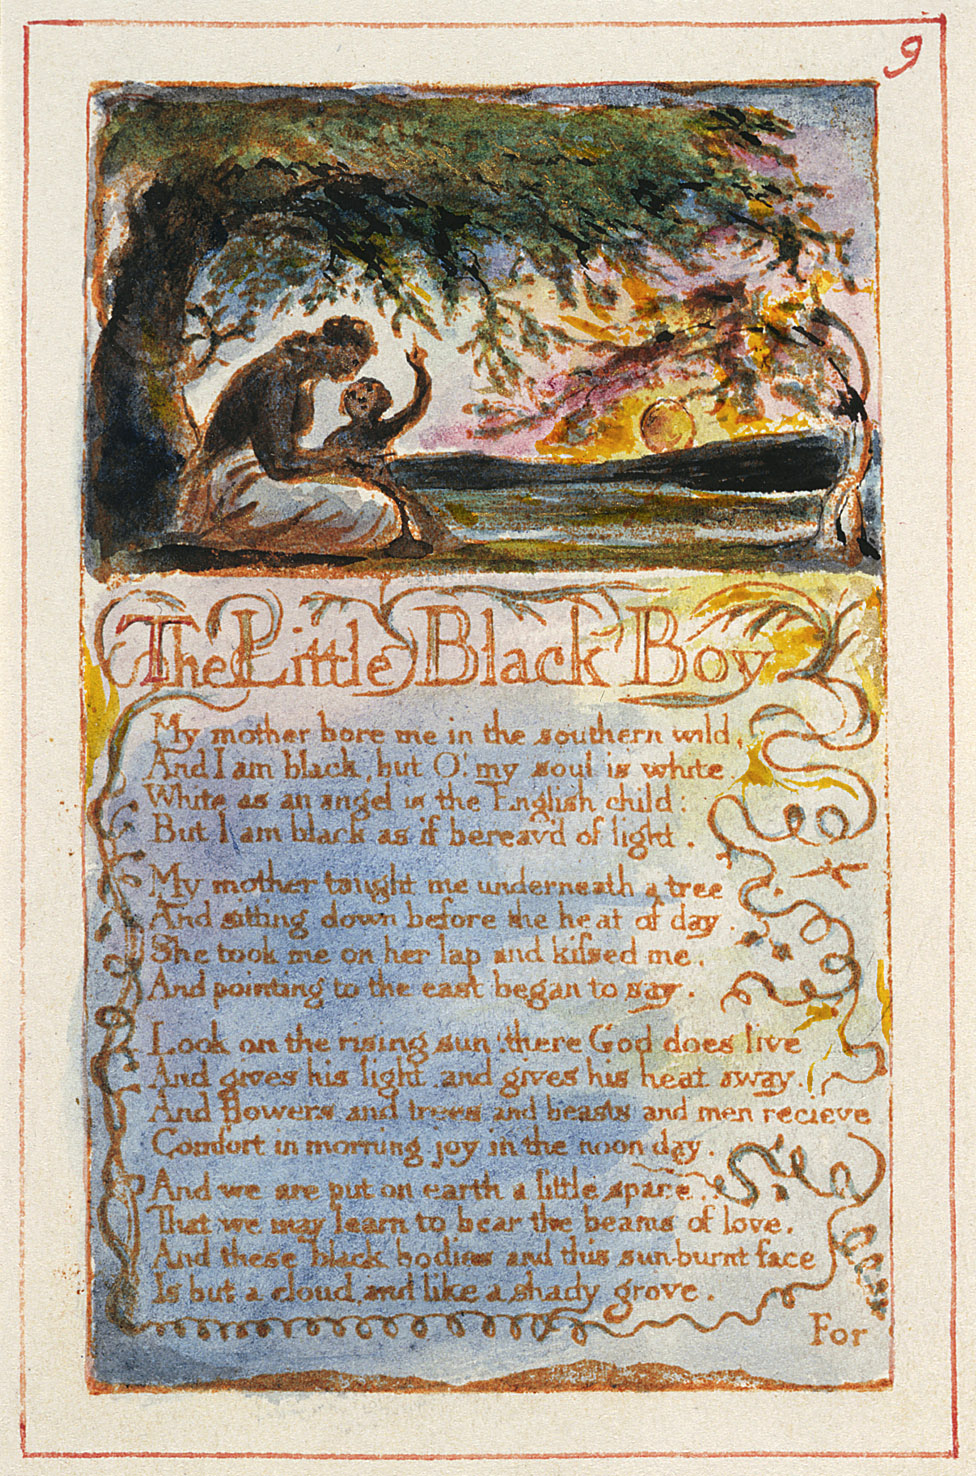 9
The Little Black Boy
My mother bore me in the southern wild,
And I am black, but O! my soul is white
White as an angel is the English child:
But I am black as if bereav'd of light.
My mother taught me underneath a tree
And sitting down before the heat of day.
She took me on her lap and kissed me,
And pointing to the east began to say.
Look on the rising sun: there God does live
And gives his light, and gives his heat away.
And flowers and trees and beasts and men recieve
Comfort in morning joy in the noon day.
And we are put on earth a little space.
That we may learn to bear the beams of love,
And these black bodies and this sun-burnt face
Is but a cloud, and like a shady grove.
For